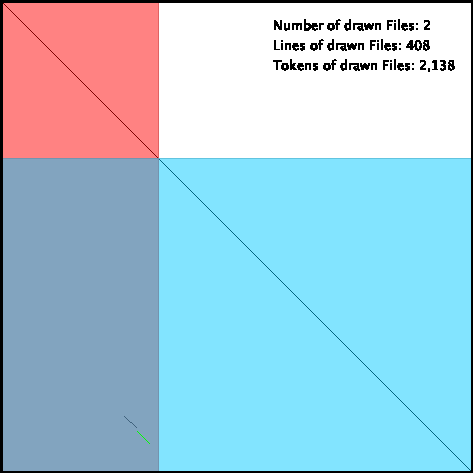 Number of drawn Files: 2
Lines of drawn Files: 408
Tokens of drawn Files: 2,138